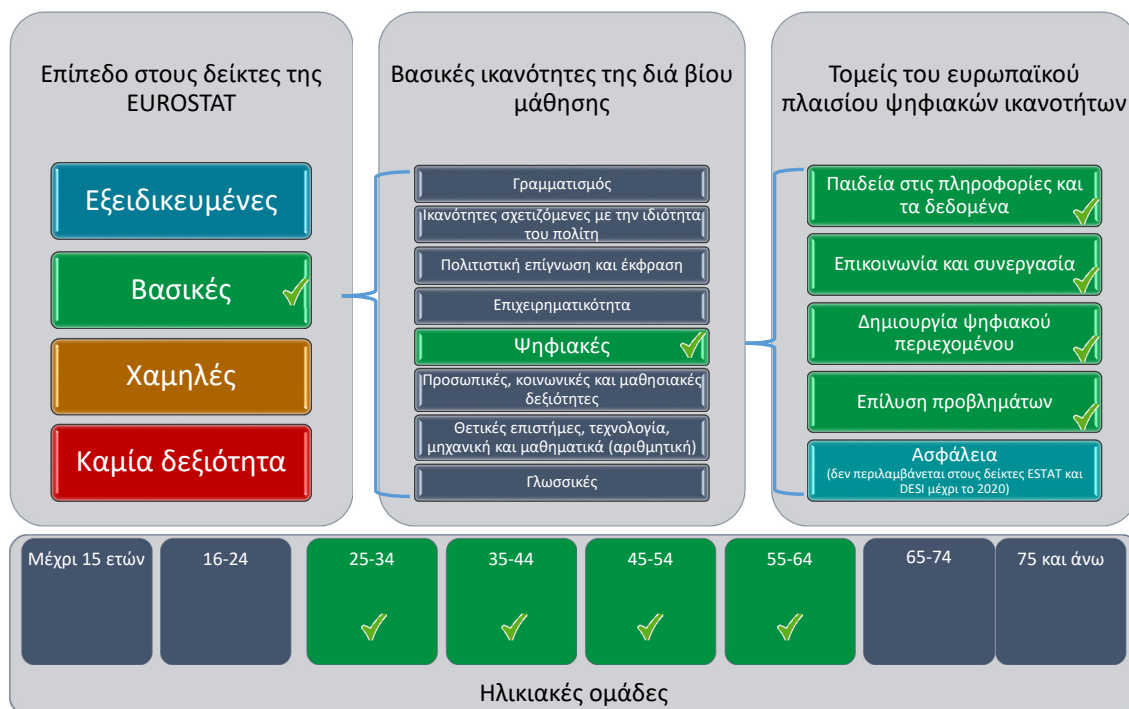 Επίπεδο στους δείκτες της
EUROSTAT
Εξειδικευμένες
Βασικές
Χαμηλές
Καμία δεξιότητα
Βασικές ικανότητες της διά βίου
μάθησης
Γραμματισμός
Ικανότητες σχετιζόμενες με την ιδιότητα
του πολίτη
Πολιτιστική επίγνωση και έκφραση
Επιχειρηματικότητα
Ψηφιακές
Προσωπικές, κοινωνικές και μαθησιακές
δεξιότητες
Θετικές επιστήμες, τεχνολογία,
μηχανική και μαθηματικά (αριθμητική)
Γλωσσικές
Τομείς του ευρωπαϊκού
πλαισίου ψηφιακών ικανοτήτων
Παιδεία στις πληροφορίες και
τα δεδομένα
Επικοινωνία και συνεργασία
Δημιουργία ψηφιακού
περιεχομένου
Επίλυση προβλημάτων
Ασφάλεια
(δεν περιλαμβάνεται στους δείκτες ESTAT και
DESI μέχρι το 2020)
Μέχρι 15 ετών
16-24
25-34
35-44
45-54
55-64
65-74
75 και άνω
Ηλικιακές ομάδες